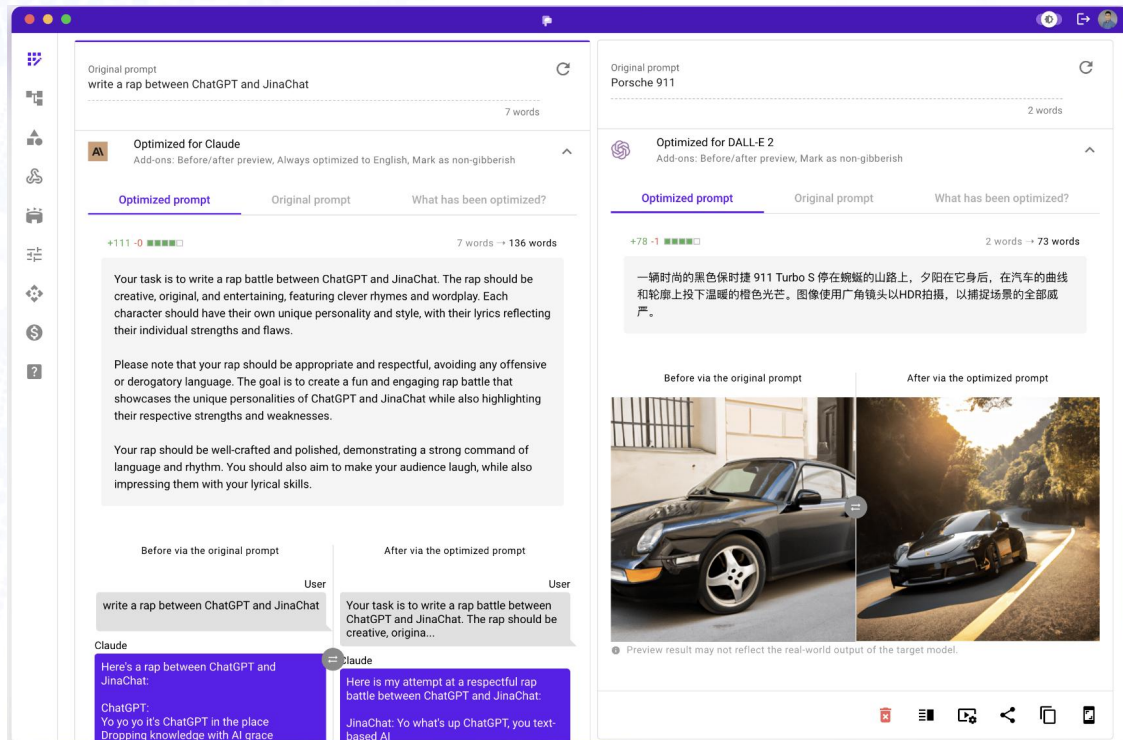 Original prompt
write a rap between ChatGPT and JinaChat
7 words
Optimized for Claude
Add-ons: Before/after preview, Always optimized to English, Mark as non-gibberish
Optimized prompt
Original prompt
What has been optimized?
+111 -0
7 words → 136 words
Your task is to write a rap battle between ChatGPT and JinaChat. The rap should be
creative, original, and entertaining, featuring clever rhymes and wordplay. Each
character should have their own unique personality and style, with their lyrics reflecting
their individual strengths and flaws.
Please note that your rap should be appropriate and respectful, avoiding any offensive
or derogatory language. The goal is to create a fun and engaging rap battle that
showcases the unique personalities of ChatGPT and JinaChat while also highlighting
their respective strengths and weaknesses.
Your rap should be well-crafted and polished, demonstrating a strong command of
language and rhythm. You should also aim to make your audience laugh, while also
impressing them with your lyrical skills.
Before via the original prompt
User
write a rap between ChatGPT and JinaChat
Claude
Here's a rap between ChatGPT and
JinaChat:
ChatGPT:
Yo yo yo it's ChatGPT in the place
Dropping knowledge with AI grace
After via the optimized prompt
User
Your task is to write a rap battle between
ChatGPT and JinaChat. The rap should be
creative, origina...
Claude
Here is my attempt at a respectful rap
battle between ChatGPT and JinaChat:
JinaChat: Yo what's up ChatGPT, you text-
based AI
Original prompt
Porsche 911
2 words
Optimized for DALL-E 2
Add-ons: Before/after preview, Mark as non-gibberish
Optimized prompt
Original prompt
What has been optimized?
+78 -1
2 words → 73 words
一辆时尚的黑色保时捷 911 Turbo S 停在蜿蜒的山路上，夕阳在它身后，在汽车的曲线
和轮廓上投下温暖的橙色光芒。图像使用广角镜头以HDR拍摄，以捕捉场景的全部威
严。
Before via the original prompt
After via the optimized prompt
Preview result may not reflect the real-world output of the target model.